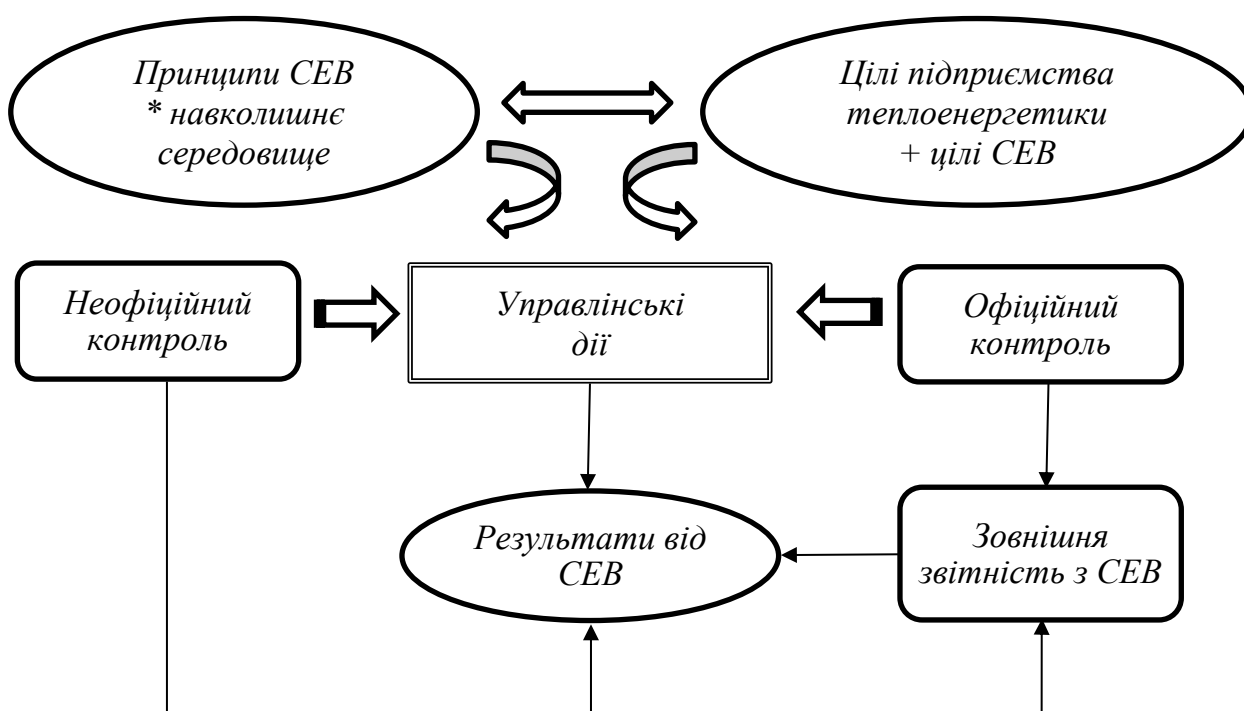 Принципи СЕВ
* навколишнє
середовище
Цілі підприємства
теплоенергетики
+ цілі СЕВ
Неофіційний
контроль
Управлінські
дії
Офіційний
контроль
Результати від
СЕВ
Зовнішня
звітність з СЕВ